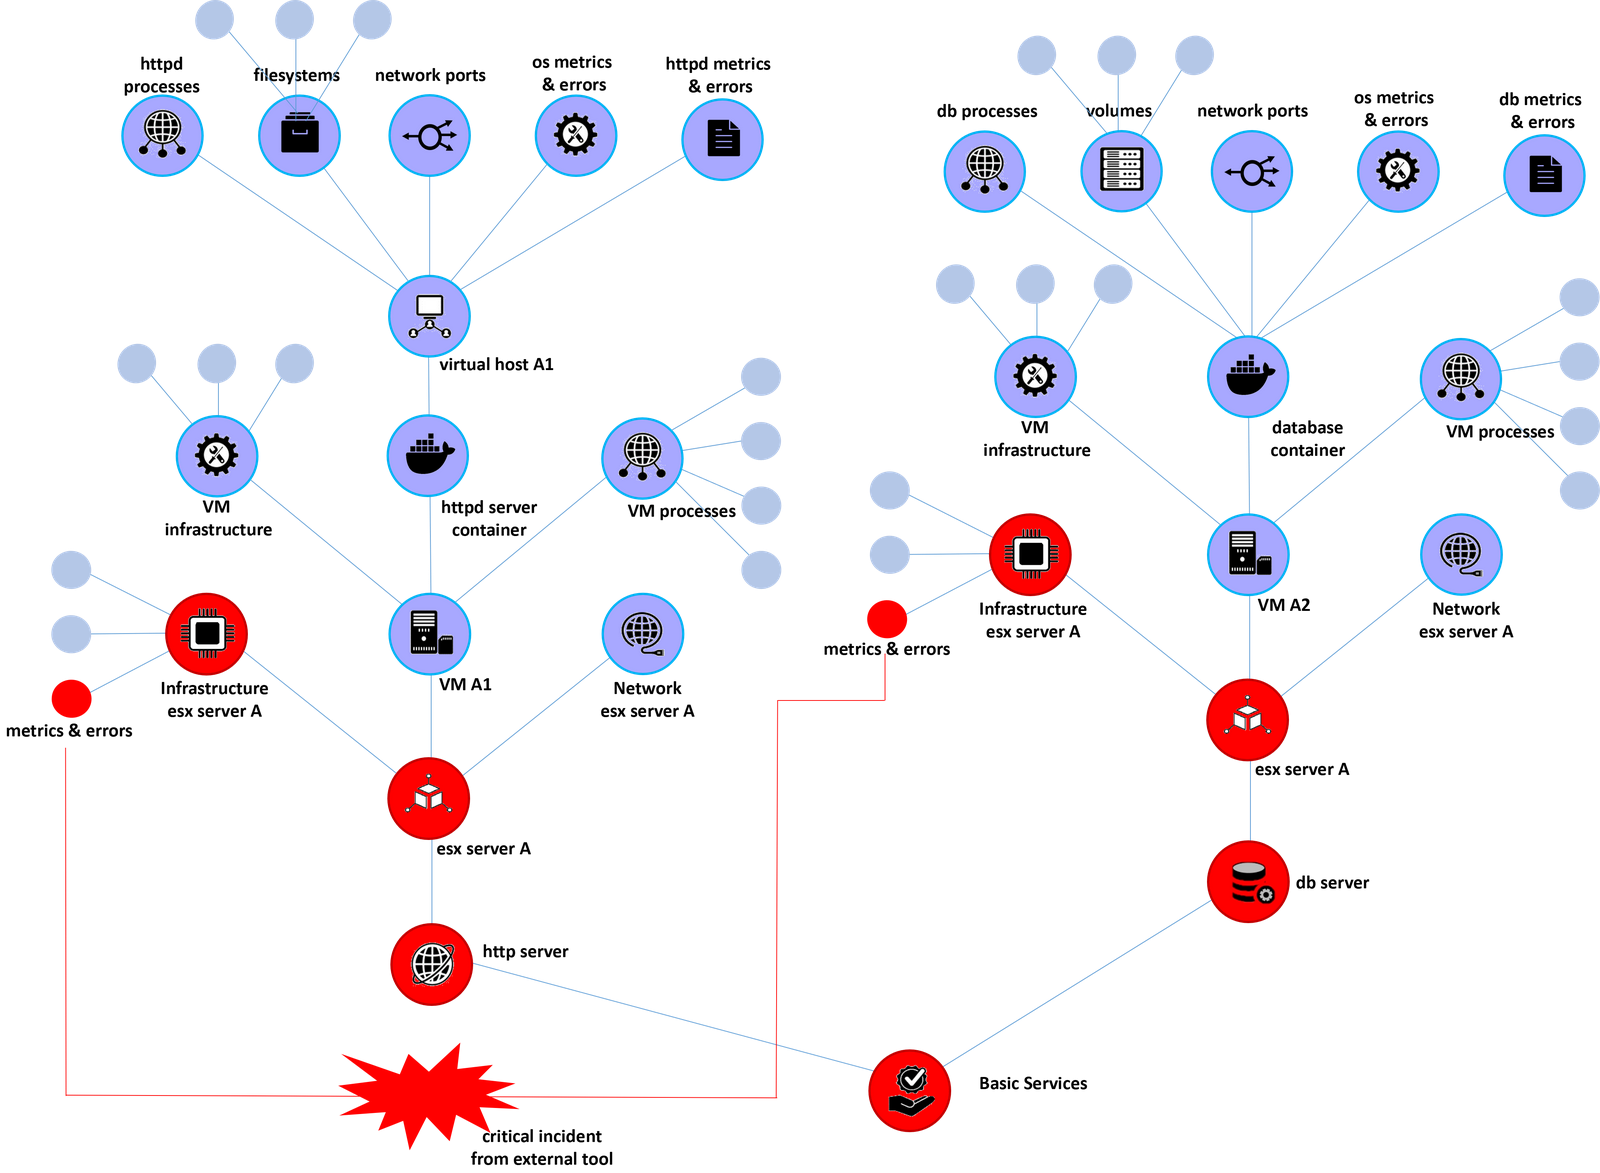 httpd
processes
filesystems
network ports
os metrics
& errors
httpd metrics
& errors
virtual host A1
VM
infrastructure
httpd server
container
VM processes
Infrastructure
esx server A
metrics & errors
VM A1
Network
esx server A
esx server A
http server
db processes
volumes
network ports
os metrics
& errors
db metrics
& errors
VM
infrastructure
database
container
VM processes
Infrastructure
esx server A
metrics & errors
VM A2
Network
esx server A
esx server A
db server
Basic Services
critical incident
from external tool